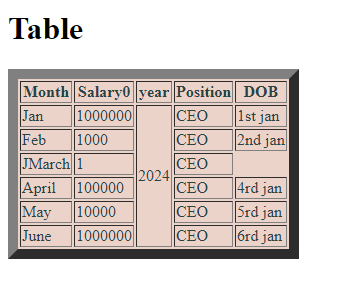 Table
Month Salary0 year Position DOB
Jan 1000000 CEO 1st jan
Feb 1000 CEO 2nd jan
JMarch 1 CEO
2024
April 100000 CEO 4rd jan
May 10000 CEO 5rd jan
June 1000000 CEO 6rd jan